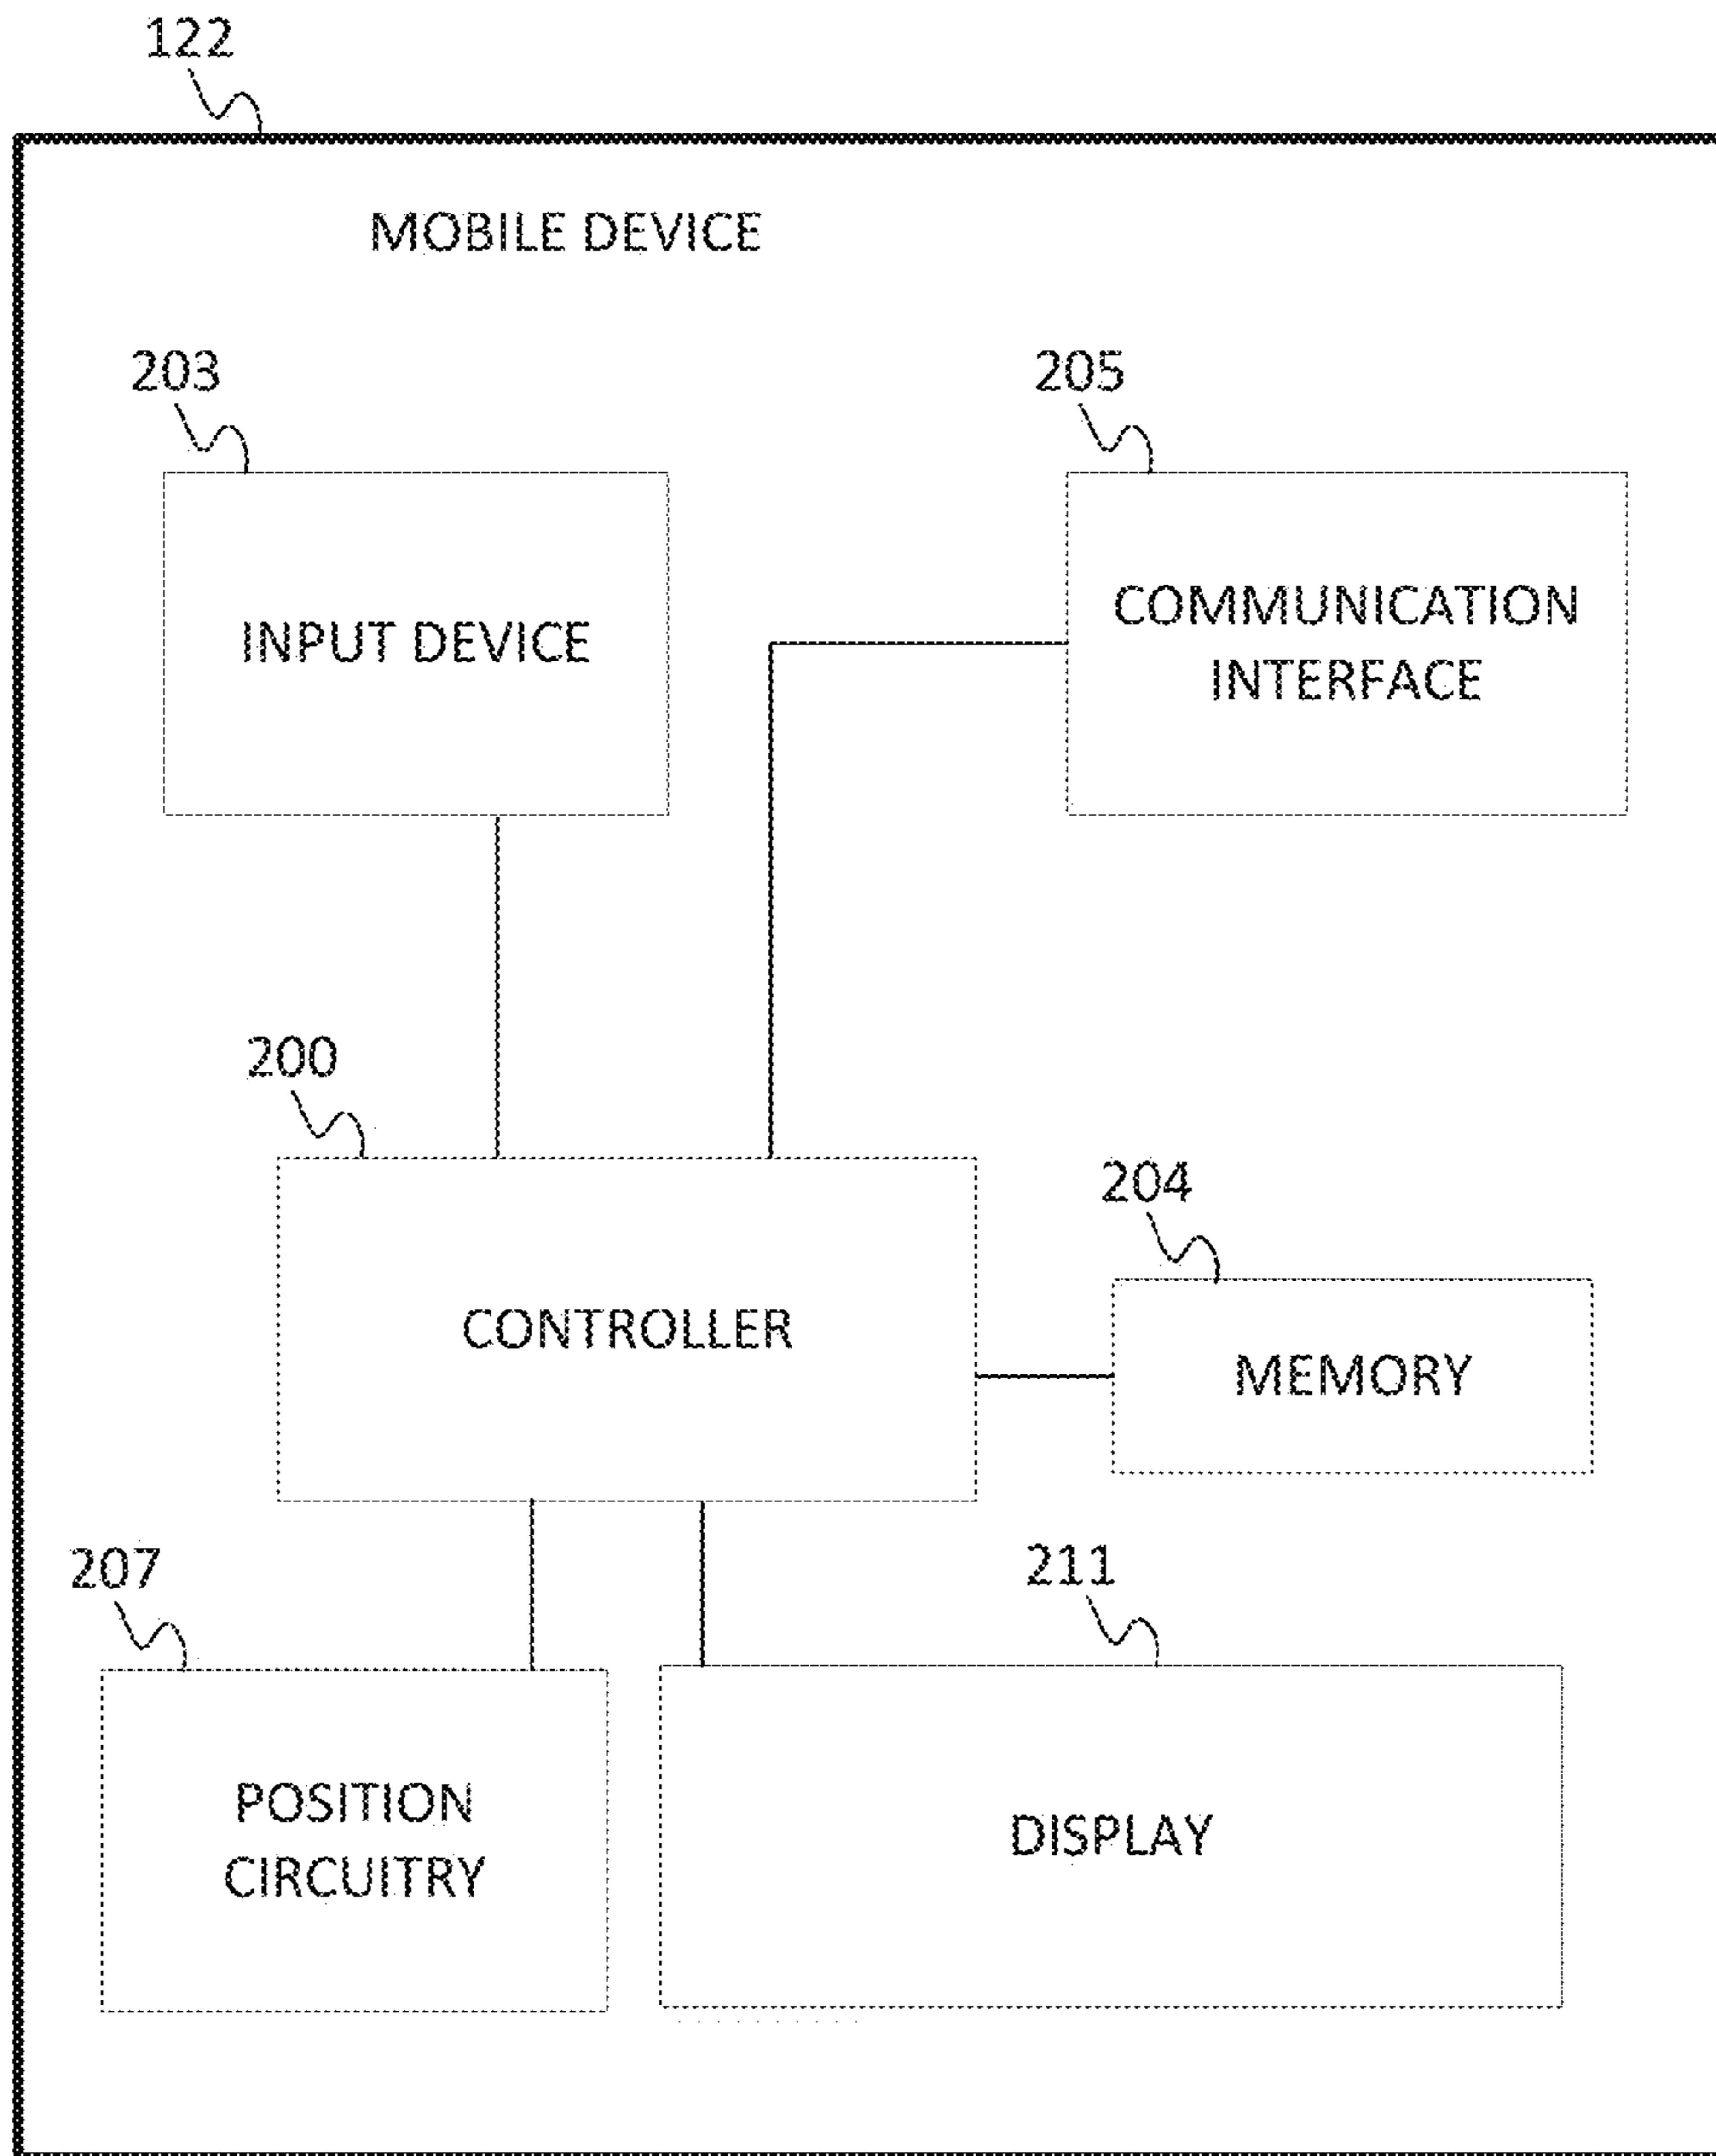 122
MOBILE DEVICE
203
205
INPUT DEVICE
COMMUNICATION
INTERFACE
200
204
CONTROLLER
MEMORY
207
211
POSITION
CIRCUITRY
DISPLAY